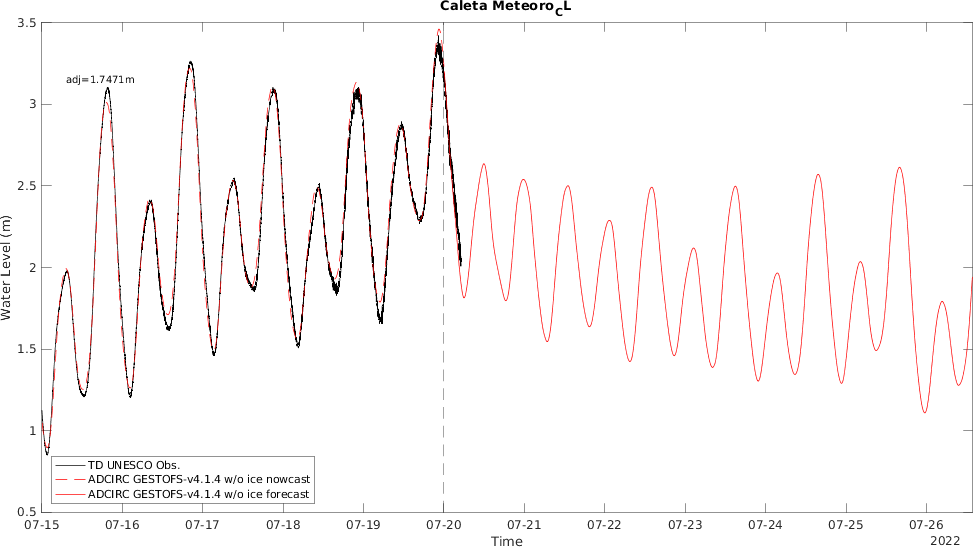 Caleta Meteoro_CL
3.5
adj=1.7471m
3
2.5
2
1.5
1
0.5
Water Level (m)
TD UNESCO Obs.
ADCIRC GESTOFS-v4.1.4 w/o ice nowcast
ADCIRC GESTOFS-v4.1.4 w/o ice forecast
07-15 07-16 07-17 07-18 07-19 07-20 07-21 07-22 07-23 07-24 07-25 07-26
Time
2022